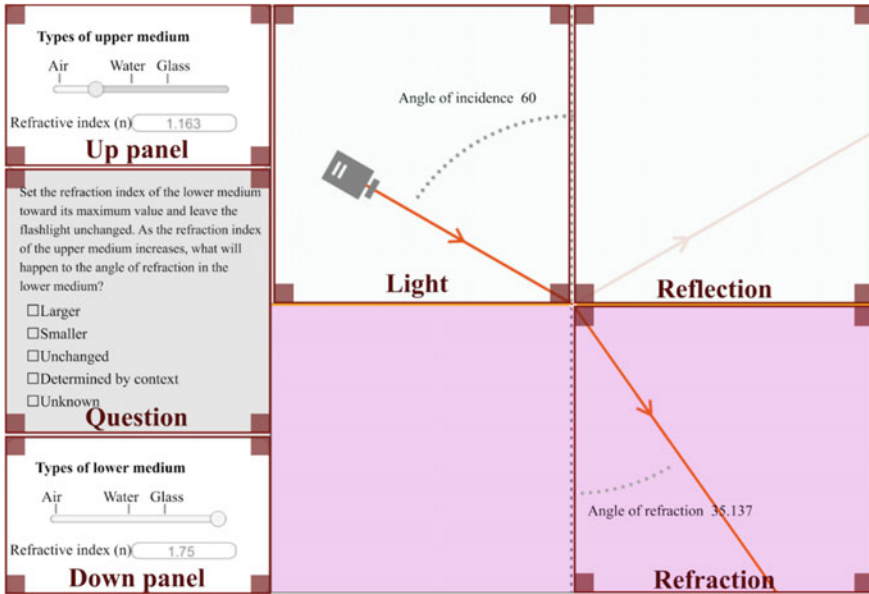 Types of upper medium
Air Water Glass
Refractive index (n) 1.163
Up panel
Set the refraction index of the lower medium
toward its maximum value and leave the
flashlight unchanged. As the refraction index
of the upper medium increases, what will
happen to the angle of refraction in the
lower medium?
☐Larger
☐Smaller
☐Unchanged
☐Determined by context
☐Unknown
Question
Types of lower medium
Air Water Glass
Refractive index (n) 1.75
Down panel
Angle of incidence 60
Light
Reflection
Angle of refraction 35.137
Refraction